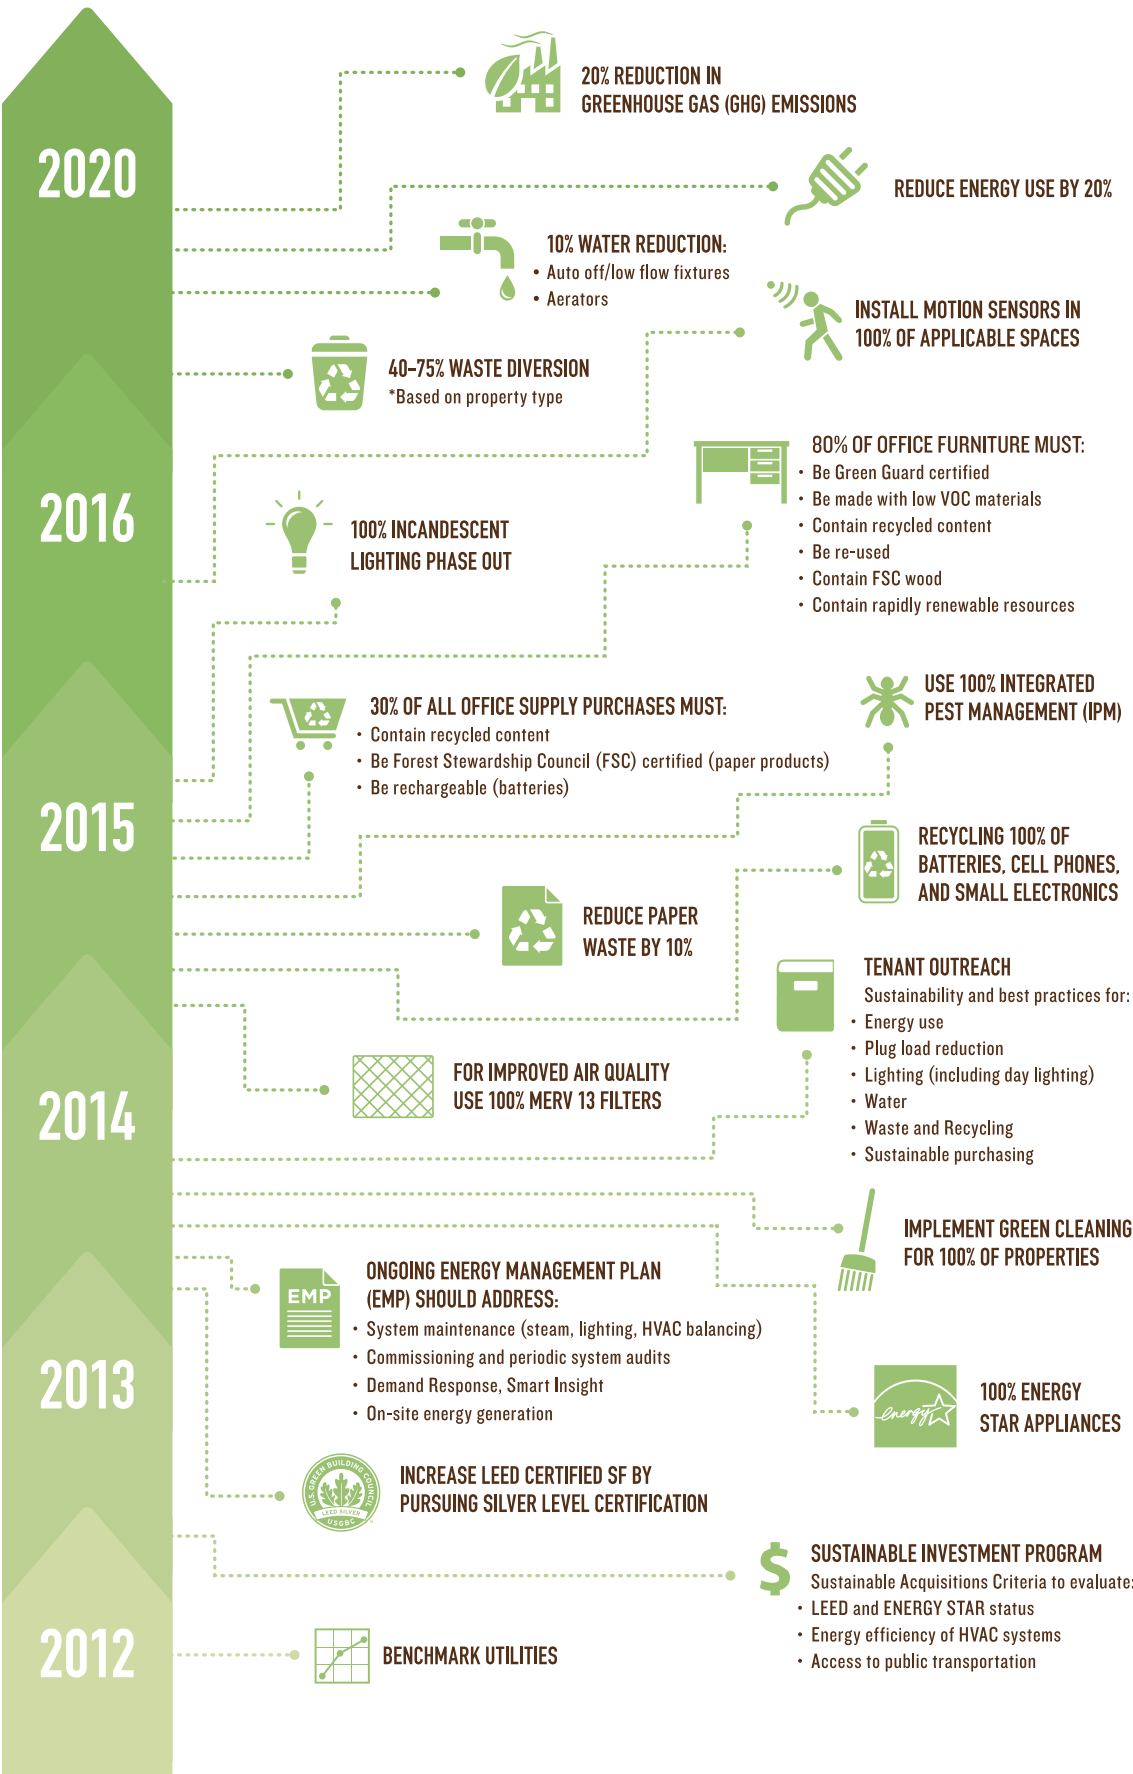 20% REDUCTION IN
GREENHOUSE GAS (GHG) EMISSIONS
2020
REDUCE ENERGY USE BY 20%
10% WATER REDUCTION:
• Auto off/low flow fixtures
• Aerators
INSTALL MOTION SENSORS IN
100% OF APPLICABLE SPACES
40–75% WASTE DIVERSION
*Based on property type
80% OF OFFICE FURNITURE MUST:
• Be Green Guard certified
• Be made with low VOC materials
• Contain recycled content
• Be re-used
• Contain FSC wood
• Contain rapidly renewable resources
2016
100% INCANDESCENT
LIGHTING PHASE OUT
USE 100% INTEGRATED
PEST MANAGEMENT (IPM)
30% OF ALL OFFICE SUPPLY PURCHASES MUST:
• Contain recycled content
• Be Forest Stewardship Council (FSC) certified (paper products)
• Be rechargeable (batteries)
2015
RECYCLING 100% OF
BATTERIES, CELL PHONES,
AND SMALL ELECTRONICS
REDUCE PAPER
WASTE BY 10%
TENANT OUTREACH
Sustainability and best practices for:
• Energy use
• Plug load reduction
• Lighting (including day lighting)
• Water
• Waste and Recycling
• Sustainable purchasing
FOR IMPROVED AIR QUALITY
USE 100% MERV 13 FILTERS
2014
IMPLEMENT GREEN CLEANING
FOR 100% OF PROPERTIES
EMP
ONGOING ENERGY MANAGEMENT PLAN
(EMP) SHOULD ADDRESS:
• System maintenance (steam, lighting, HVAC balancing)
• Commissioning and periodic system audits
• Demand Response, Smart Insight
• On-site energy generation
2013
energy
100% ENERGY
STAR APPLIANCES
U.S. GREEN BUILDING COUNCIL
LEED SILVER
USGBC
INCREASE LEED CERTIFIED SF BY
PURSUING SILVER LEVEL CERTIFICATION
$
SUSTAINABLE INVESTMENT PROGRAM
Sustainable Acquisitions Criteria to evaluate:
• LEED and ENERGY STAR status
• Energy efficiency of HVAC systems
• Access to public transportation
2012
BENCHMARK UTILITIES